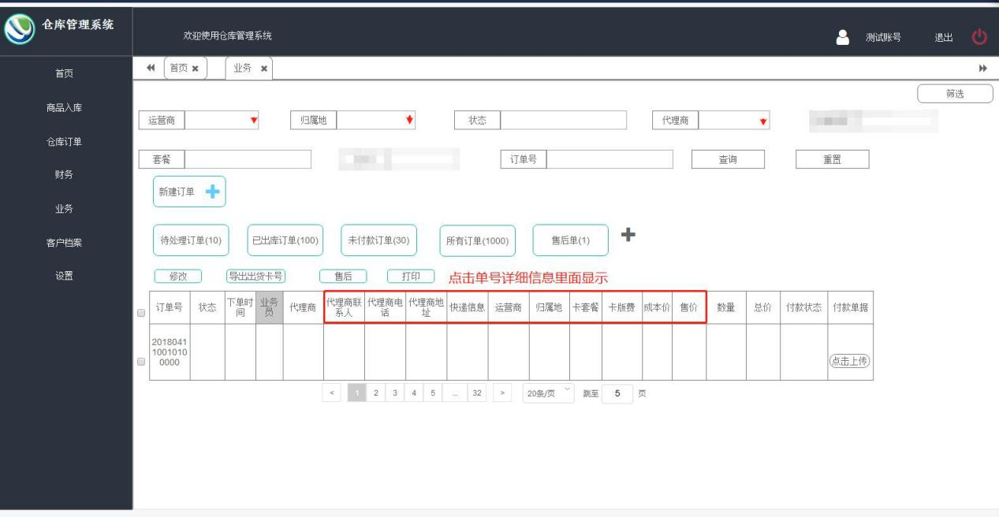 仓库管理系统
欢迎使用仓库管理系统
测试账号
退出
首页
商品入库
仓库订单
财务
业务
客户档案
设置
首页
业务
筛选
运营商
归属地
状态
代理商
套餐
订单号
查询
重置
新建订单
待处理订单(10)
已出库订单(100)
未付款订单(30)
所有订单(1000)
售后单(1)
修改
导出出货卡号
售后
打印
点击单号详细信息里面显示
订单号
状态
下单时
间
业务
员
代理商
代理商联
系人
代理商电
话
代理商地
址
快递信息
运营商
归属地
卡套餐
卡版费
成本价
售价
数量
总价
付款状态
付款单据
2018041
1001010
0000
点击上传
< 1 2 3 4 5 ... 32 >
20条/页
跳至 5 页